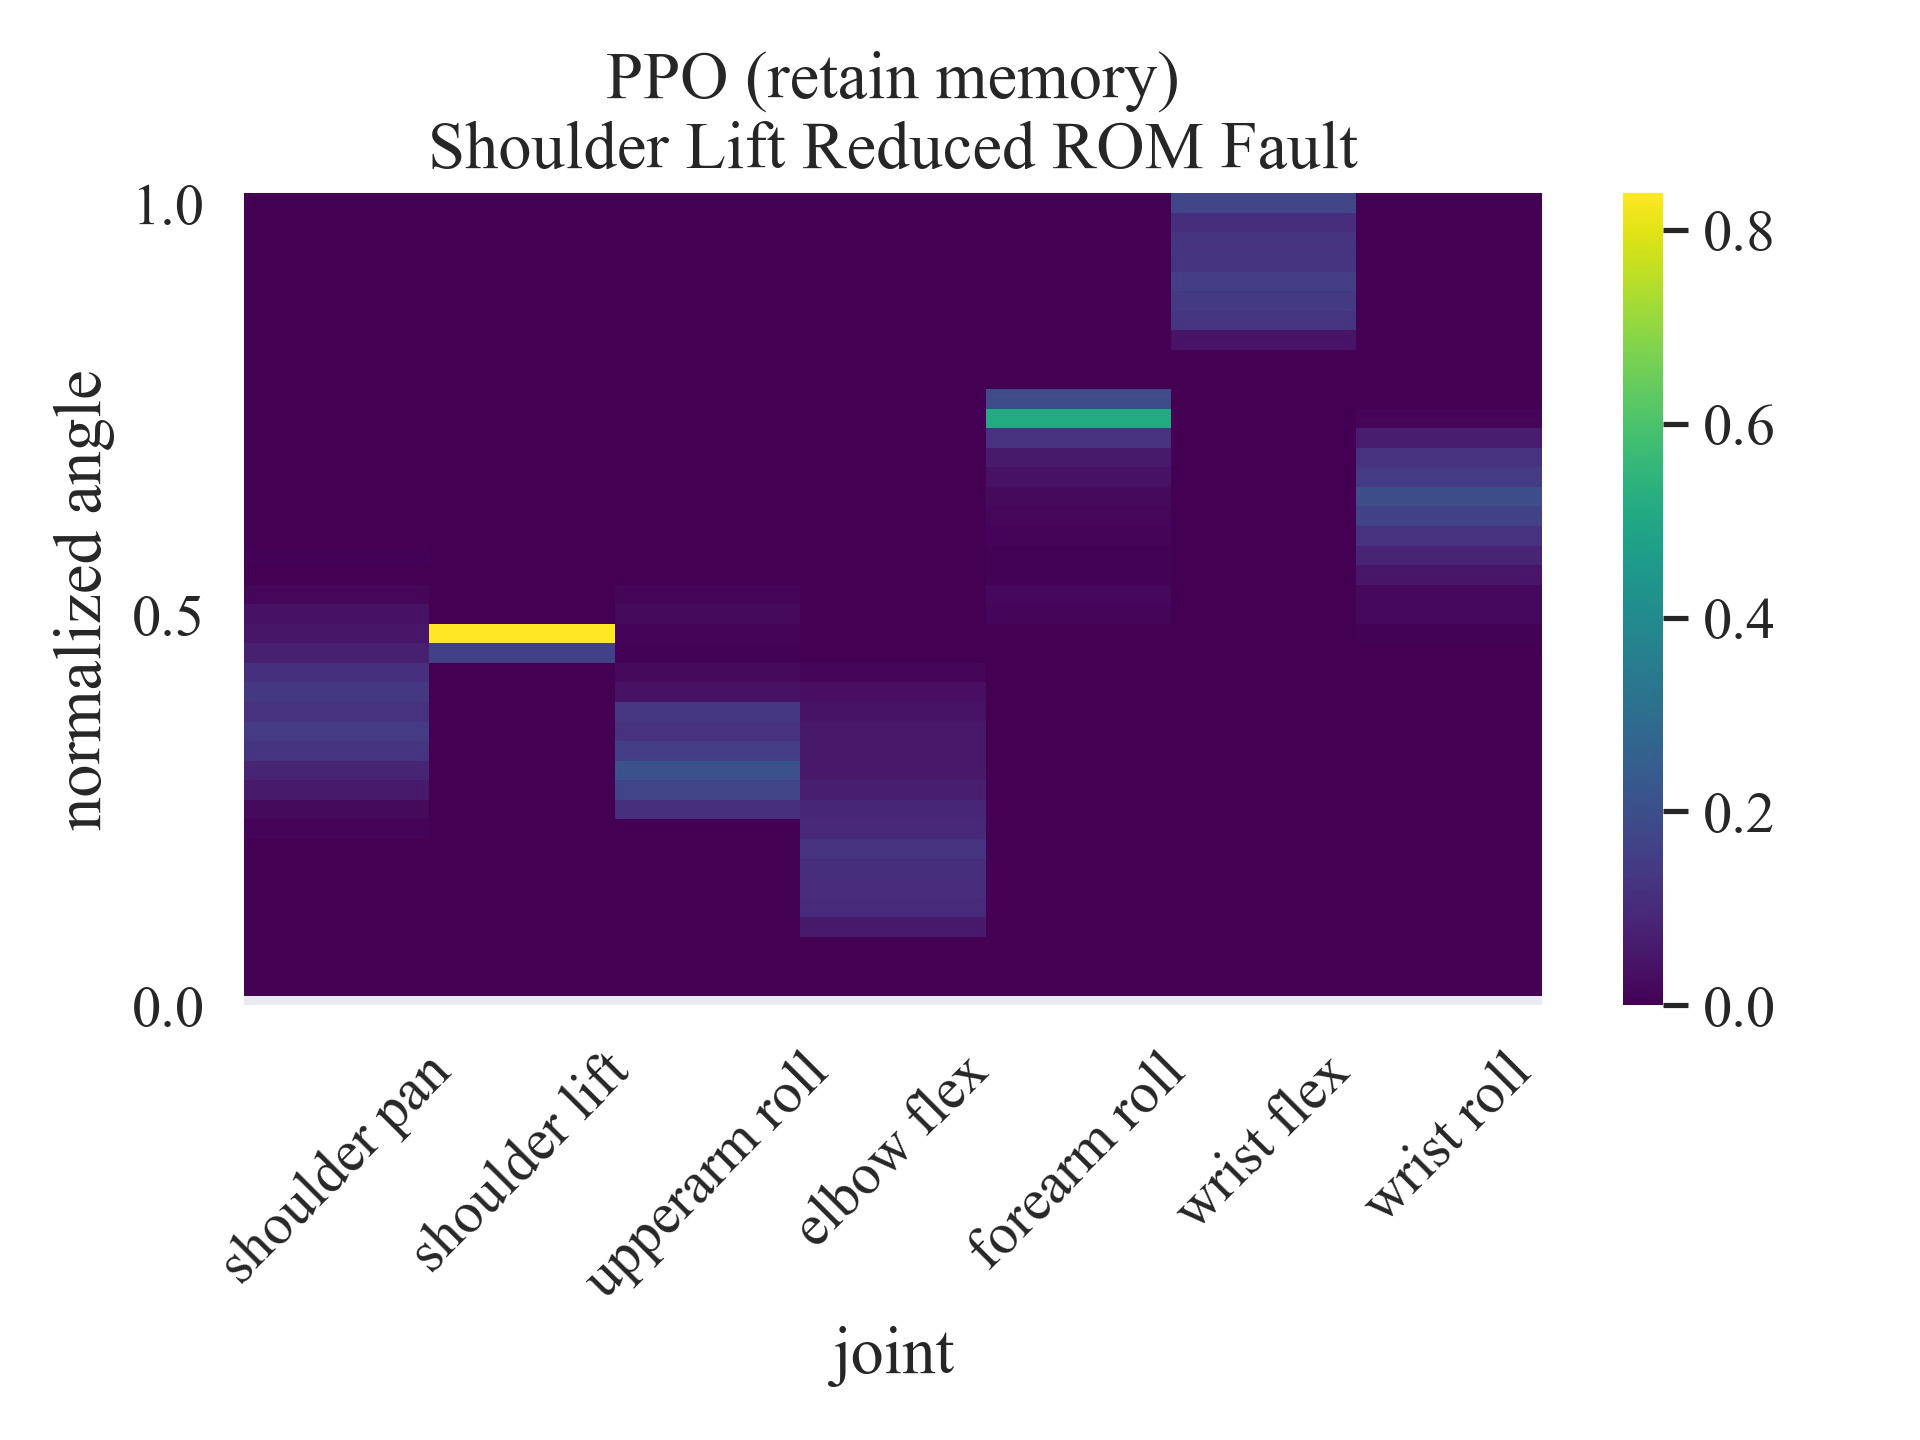 PPO (retain memory)
Shoulder Lift Reduced ROM Fault
1.0
0.5
0.0
normalized angle
shoulder pan
shoulder lift
upperarm roll
elbow flex
forearm roll
wrist flex
wrist roll
joint
0.8
0.6
0.4
0.2
0.0